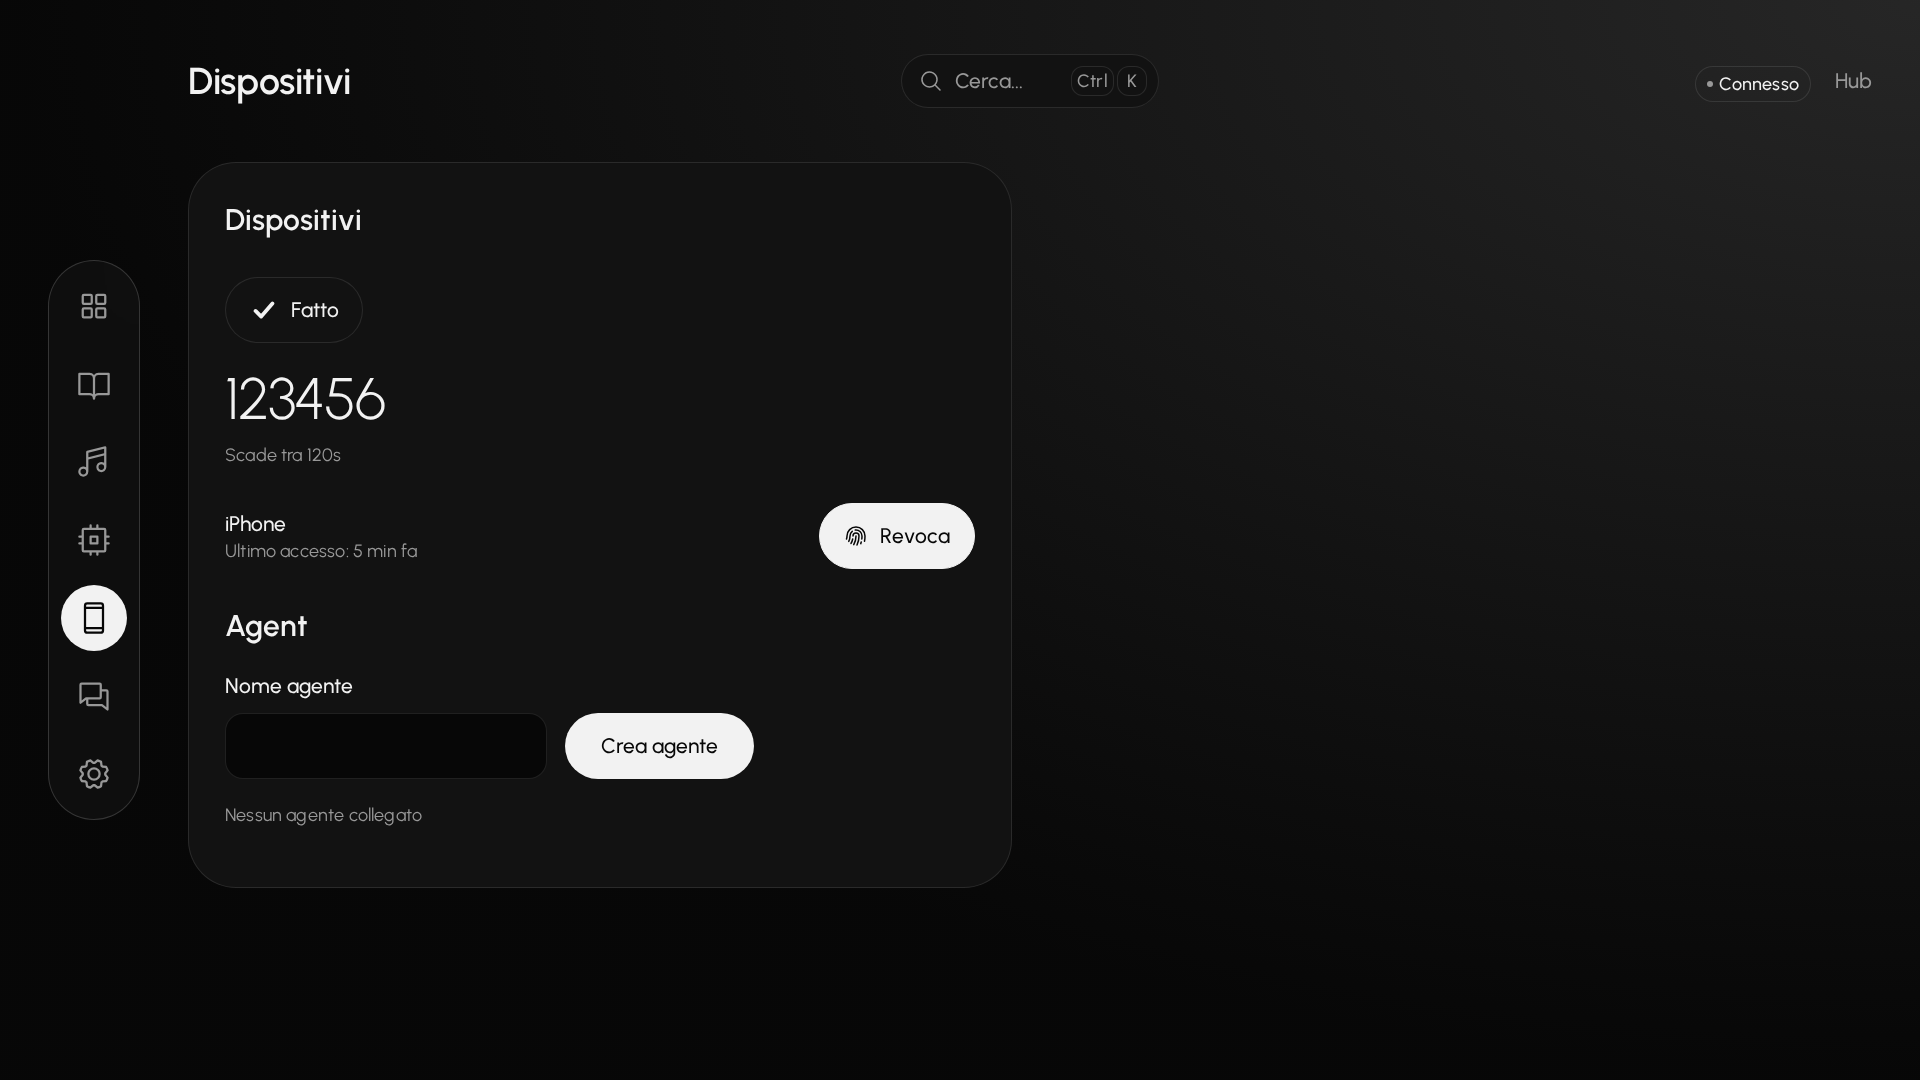 Dispositivi
Cerca...
Ctrl K
Connesso
Hub
Dispositivi
Fatto
123456
Scade tra 120s
iPhone
Ultimo accesso: 5 min fa
Revoca
Agent
Nome agente
Crea agente
Nessun agente collegato